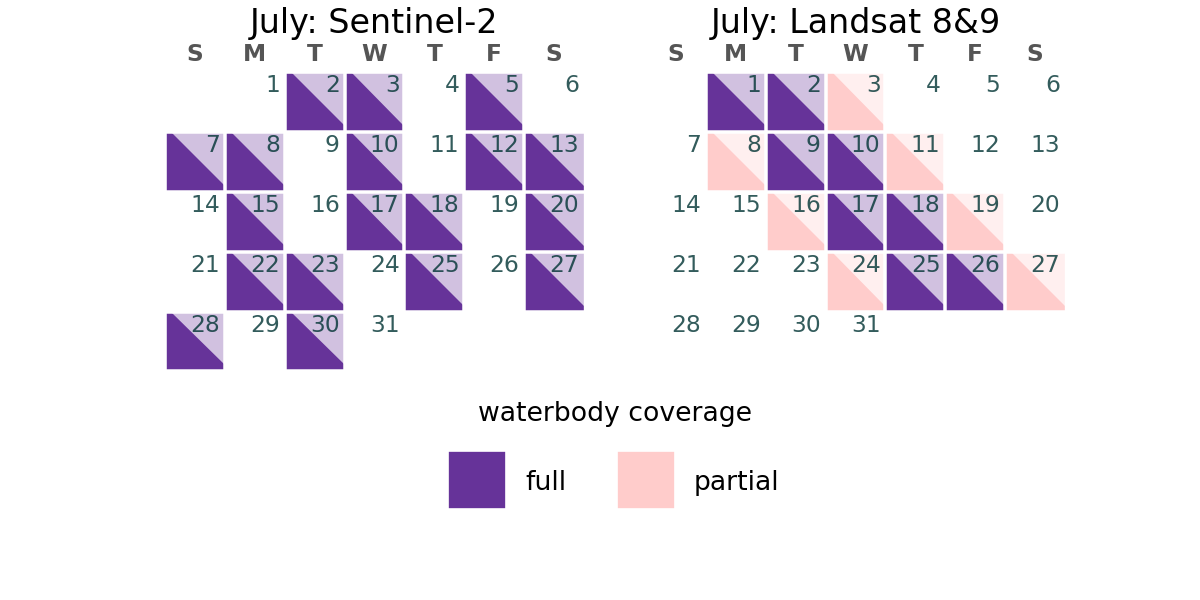 July: Sentinel-2
S M T W T F S
1 2 3 4 5 6
7 8 9 10 11 12 13
14 15 16 17 18 19 20
21 22 23 24 25 26 27
28 29 30 31
July: Landsat 8&9
S M T W T F S
1 2 3 4 5 6
7 8 9 10 11 12 13
14 15 16 17 18 19 20
21 22 23 24 25 26 27
28 29 30 31
waterbody coverage
full partial